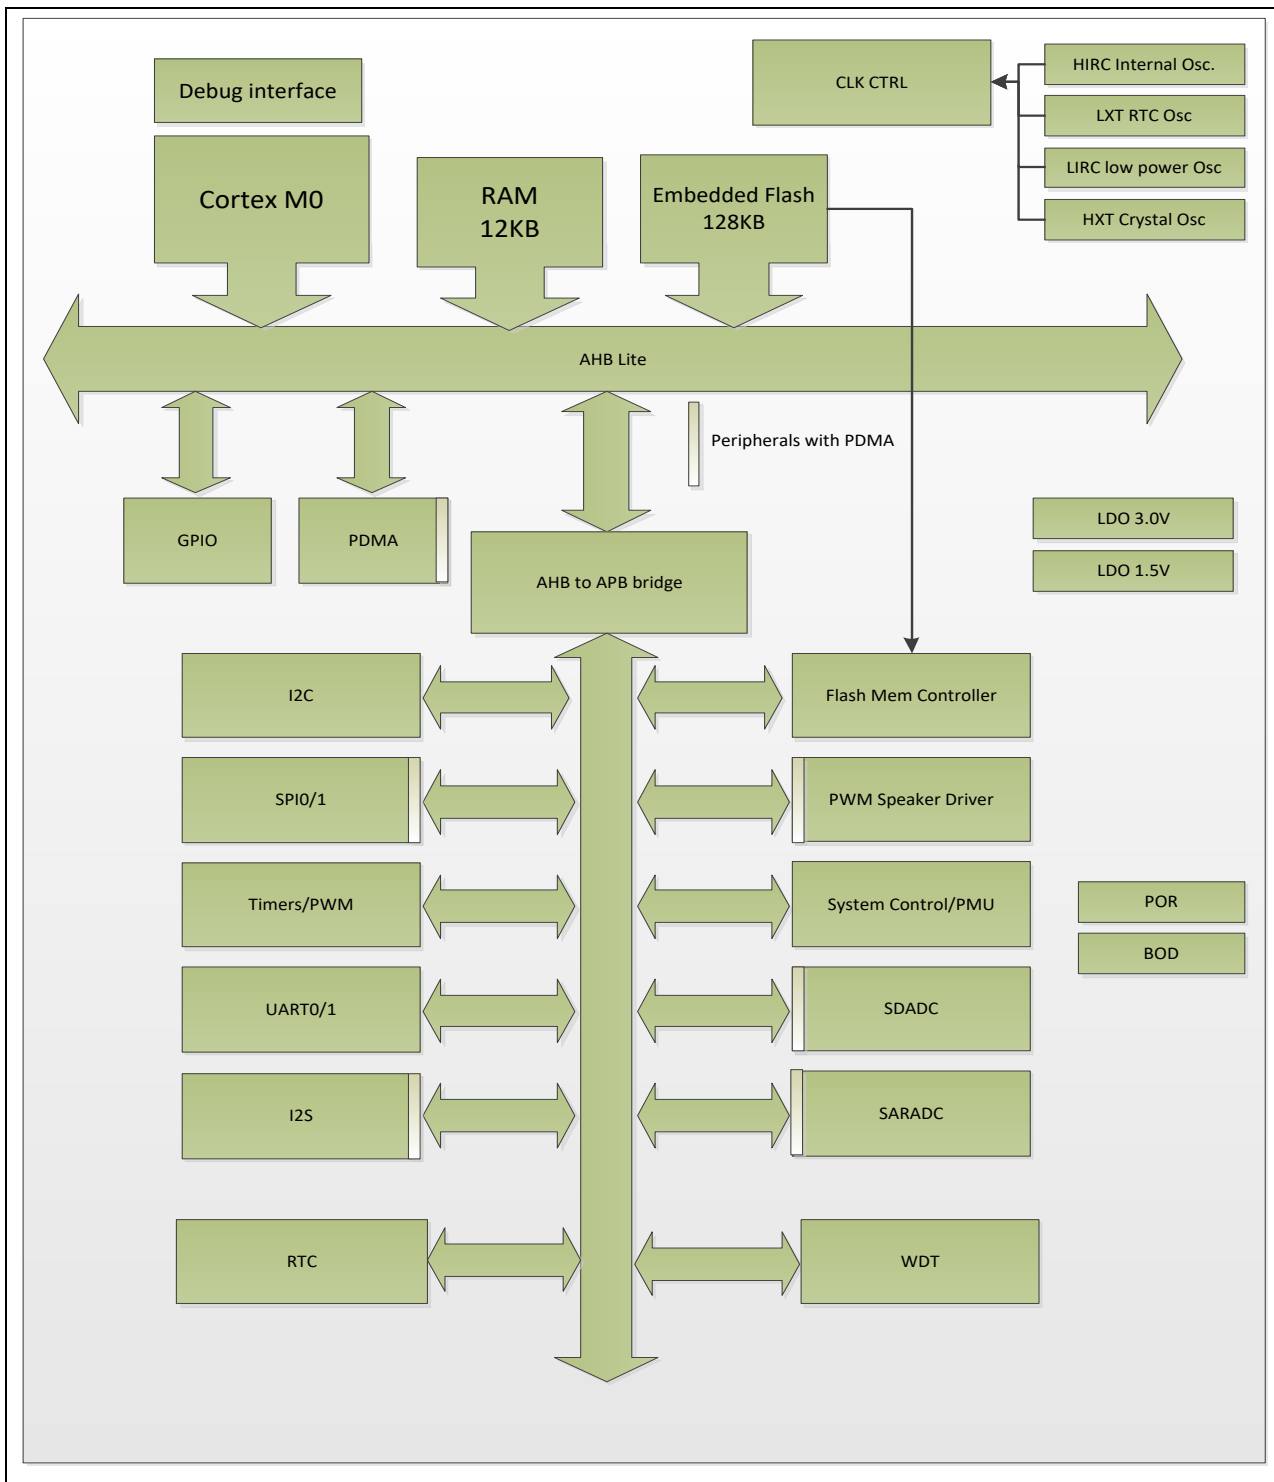 Debug interface
CLK CTRL
HIRC Internal Osc.
LXT RTC Osc
LIRC low power Osc
HXT Crystal Osc
Cortex M0
RAM
12KB
Embedded Flash
128KB
AHB Lite
Peripherals with PDMA
GPIO
PDMA
AHB to APB bridge
LDO 3.0V
LDO 1.5V
I2C
Flash Mem Controller
SPI0/1
PWM Speaker Driver
Timers/PWM
System Control/PMU
POR
BOD
UART0/1
SDADC
I2S
SARADC
RTC
WDT